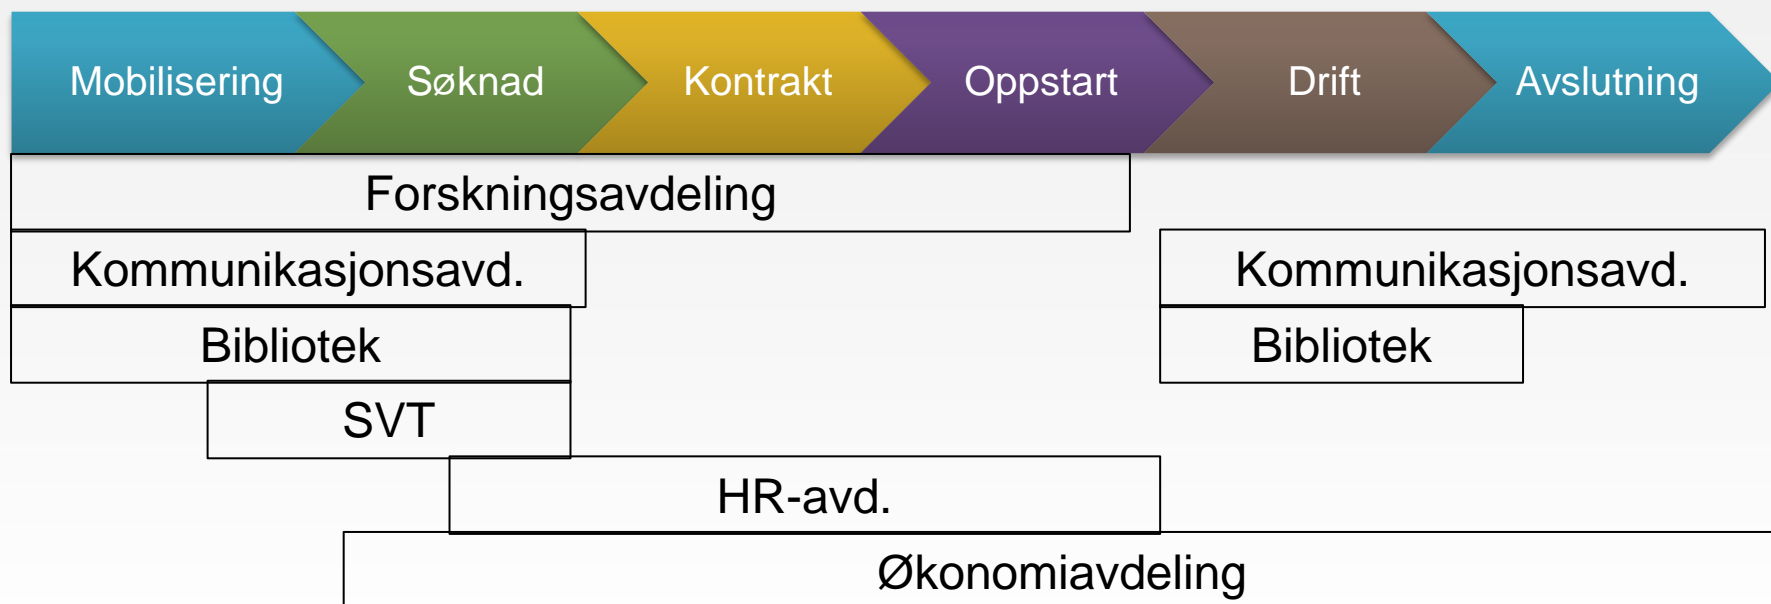 Mobilisering
Søknad
Kontrakt
Oppstart
Drift
Avslutning
Forskningsavdeling
Kommunikasjonsavd.
Kommunikasjonsavd.
Bibliotek
Bibliotek
SVT
HR-avd.
Økonomiavdeling